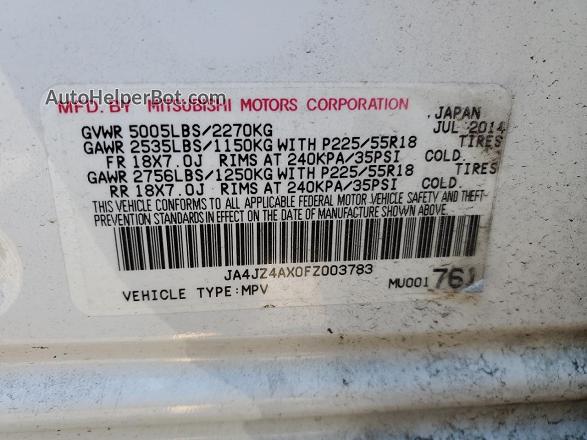 AutoHelperBot.com
MFD. BY MITSUBISHI MOTORS CORPORATION
JAPAN
GVWR 5005LBS/2270KG JUL 2014
GAWR 2535LBS/1150KG WITH P225/55R18 TIRES
FR 18X7.0J RIMS AT 240KPA/35PSI COLD.
GAWR 2756LBS/1250KG WITH P225/55R18 TIRES
RR 18X7.0J RIMS AT 240KPA/35PSI COLD.
THIS VEHICLE CONFORMS TO ALL APPLICABLE FEDERAL MOTOR VEHICLE SAFETY AND THEFT-
PREVENTION STANDARDS IN EFFECT ON THE DATE OF MANUFACTURE SHOWN ABOVE.
JA4JZ4AX0FZ003783
VEHICLE TYPE:MPV MU001761